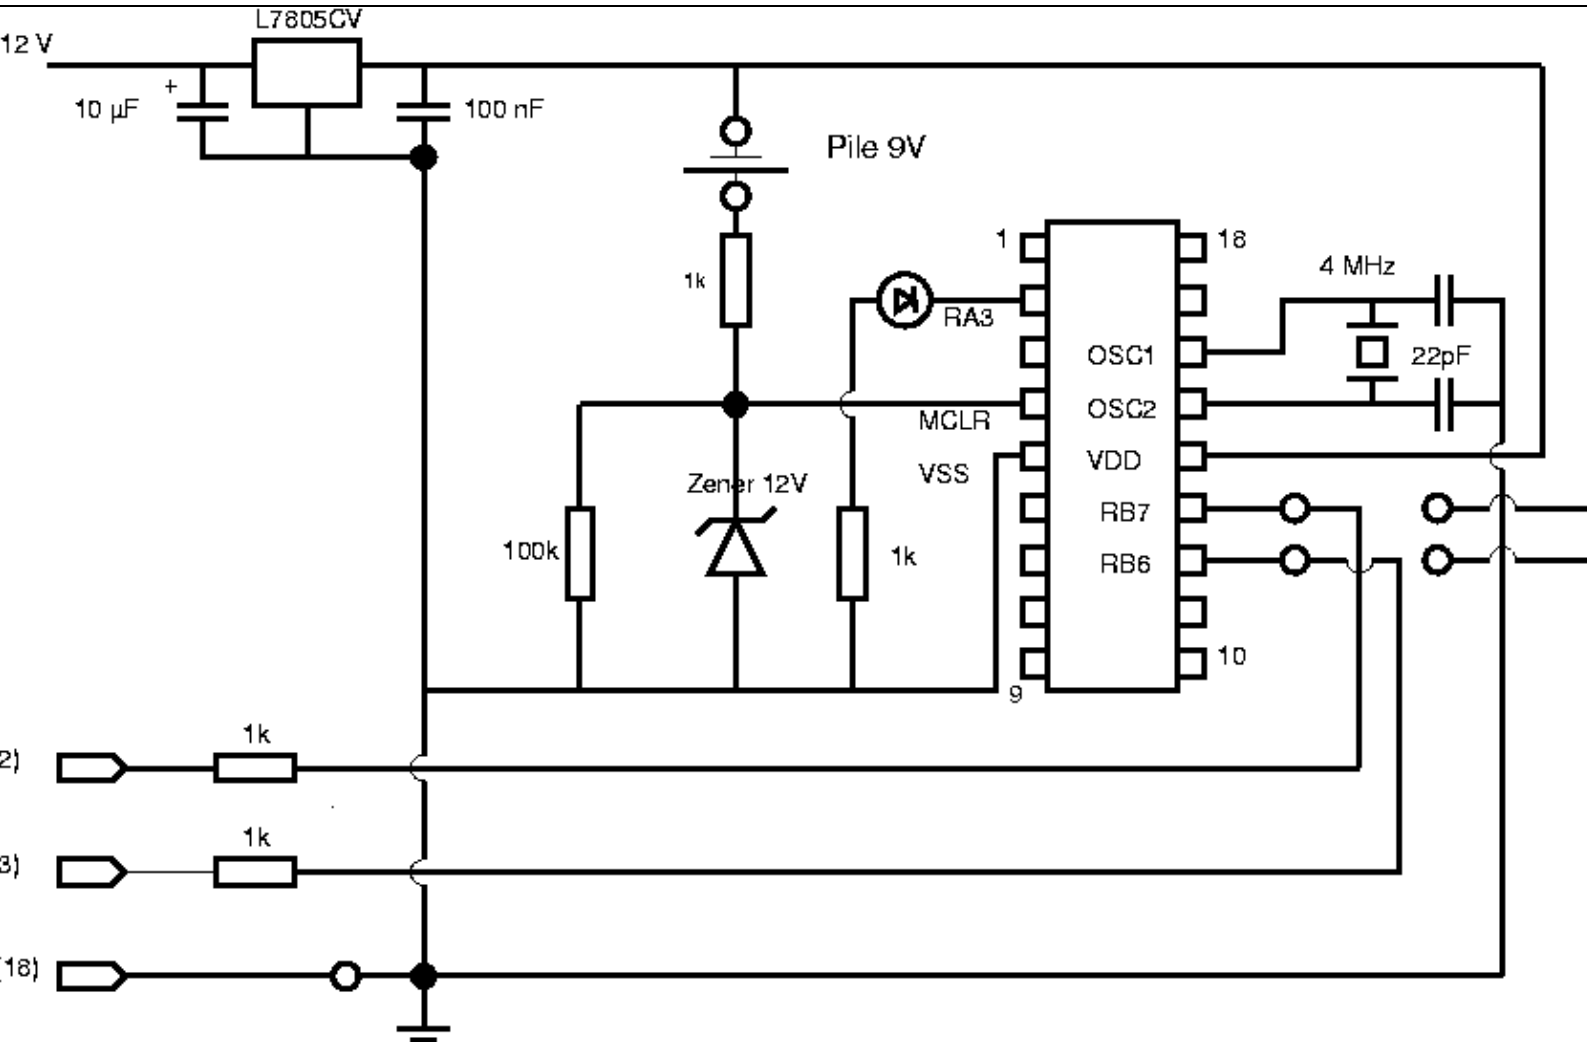 L7805CV
12 V
+
10 µF
100 nF
Pile 9V
1
18
4 MHz
1k
RA3
OSC1
22pF
MCLR
OSC2
VSS
VDD
Zener 12V
RB7
100k
1k
RB6
10
9
1k
2)
1k
3)
(18)